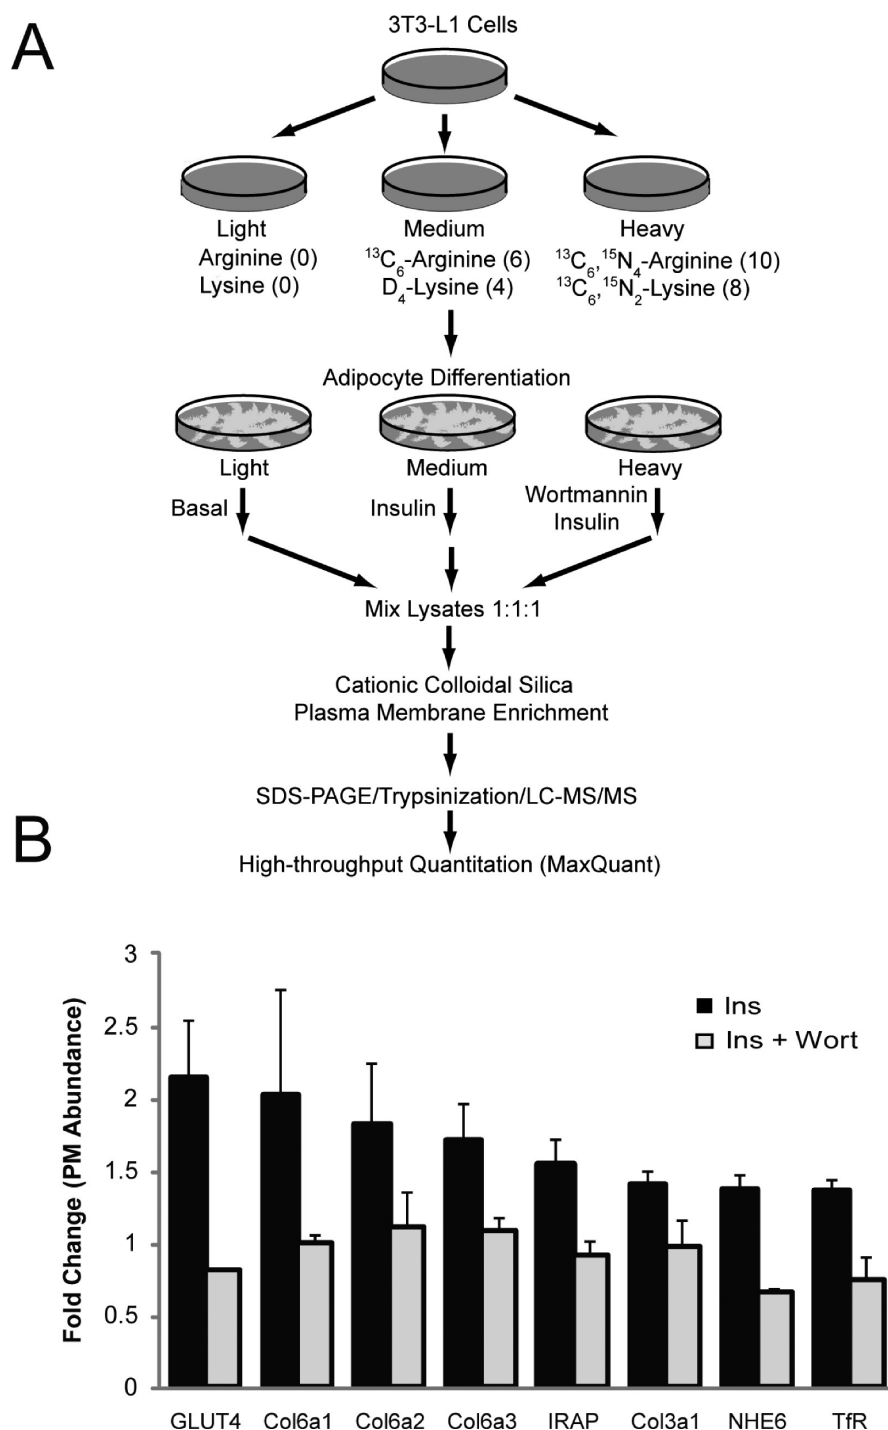 A
3T3-L1 Cells
Light
Medium
Heavy
Arginine (0)
¹³C₆-Arginine (6)
¹³C₆,¹⁵N₄-Arginine (10)
Lysine (0)
D₄-Lysine (4)
¹³C₆,¹⁵N₂-Lysine (8)
Adipocyte Differentiation
Light
Medium
Heavy
Basal
Insulin
Wortmannin
Insulin
Mix Lysates 1:1:1
Cationic Colloidal Silica
Plasma Membrane Enrichment
SDS-PAGE/Trypsinization/LC-MS/MS
High-throughput Quantitation (MaxQuant)
B
Fold Change (PM Abundance)
3
2.5
2
1.5
1
0.5
0
Ins
Ins + Wort
GLUT4
Col6a1
Col6a2
Col6a3
IRAP
Col3a1
NHE6
TfR